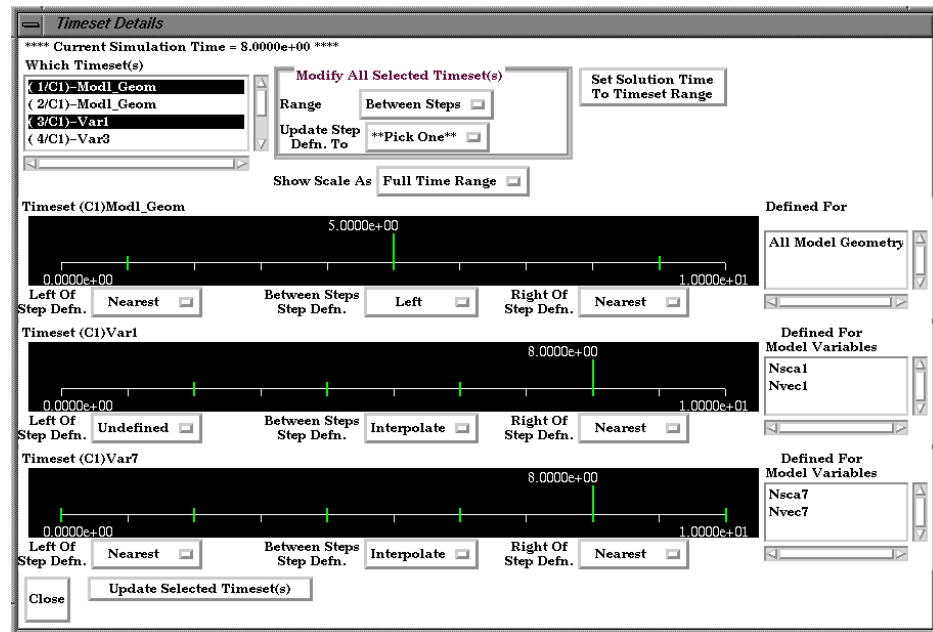 Timeset Details
**** Current Simulation Time = 8.0000e+00 ****
Which Timeset(s)
( 1/C1)-Modl_Geom
( 2/C1)-Modl_Geom
( 3/C1)-Var1
( 4/C1)-Var3
Modify All Selected Timeset(s)
Range Between Steps
Update Step
Defn. To **Pick One**
Set Solution Time
To Timeset Range
Show Scale As Full Time Range
Timeset (C1)Modl_Geom
Defined For
5.0000e+00
All Model Geometry
0.0000e+00 1.0000e+01
Left Of
Step Defn. Nearest
Between Steps
Step Defn. Left
Right Of
Step Defn. Nearest
Timeset (C1)Var1
Defined For
Model Variables
8.0000e+00
Nsca1
Nvec1
0.0000e+00 1.0000e+01
Left Of
Step Defn. Undefined
Between Steps
Step Defn. Interpolate
Right Of
Step Defn. Nearest
Timeset (C1)Var7
Defined For
Model Variables
8.0000e+00
Nsca7
Nvec7
0.0000e+00 1.0000e+01
Left Of
Step Defn. Nearest
Between Steps
Step Defn. Interpolate
Right Of
Step Defn. Nearest
Close
Update Selected Timeset(s)